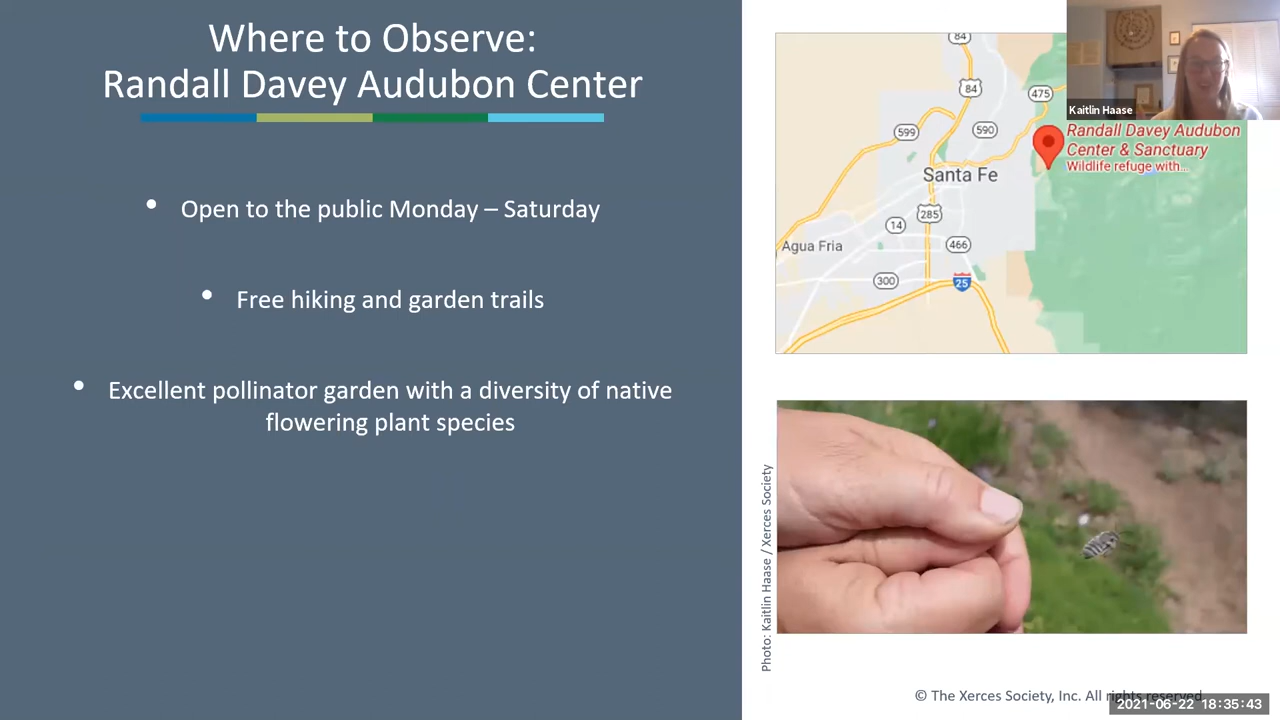 Where to Observe:
Randall Davey Audubon Center
• Open to the public Monday – Saturday
• Free hiking and garden trails
• Excellent pollinator garden with a diversity of native
flowering plant species
84
84
475
599
590
Santa Fe
285
14
Agua Fria
466
300
25
Randall Davey Audubon
Center & Sanctuary
Wildlife refuge with...
Kaitlin Haase
Photo: Kaitlin Haase / Xerces Society
© The Xerces Society, Inc. All rights reserved.
2021-06-22 18:35:43